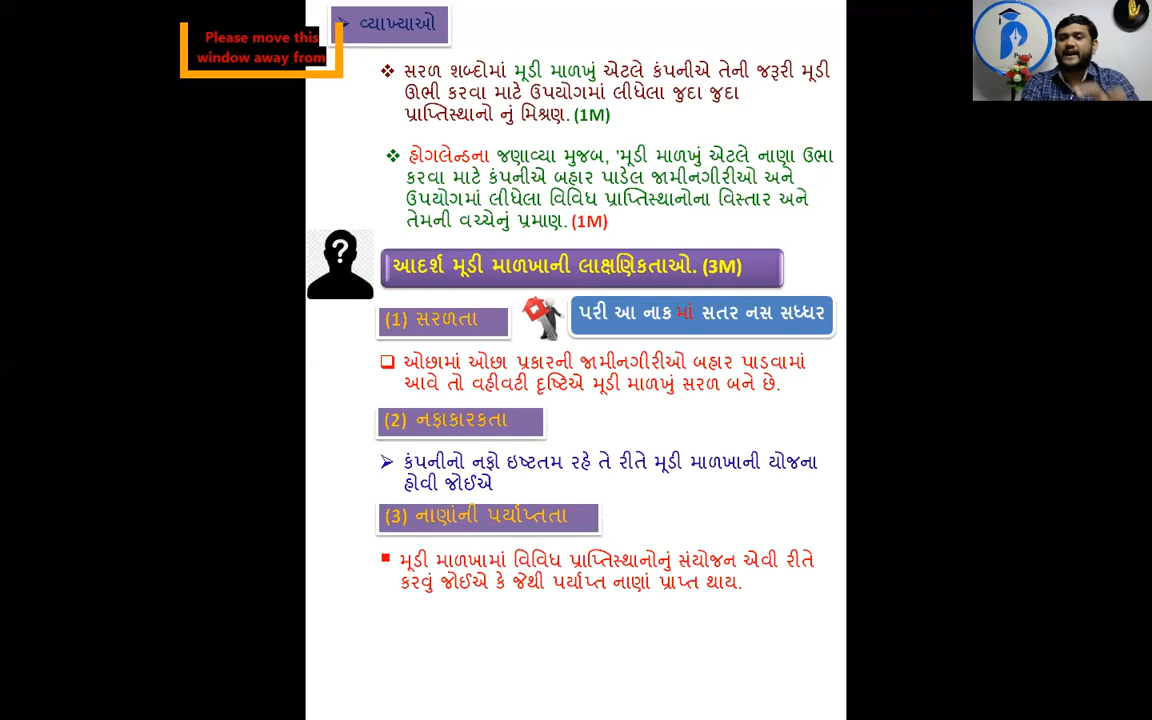 Please move this
window away from
➢ વ્યાખ્યાઓ
❖ સરળ શબ્દોમાં મૂડી માળખું એટલે કંપનીએ તેની જરૂરી મૂડી
ઊભી કરવા માટે ઉપયોગમાં લીધેલા જુદા જુદા
પ્રાપ્તિસ્થાનો નું મિશ્રણ. (1M)
❖ હોગલેન્ડના જણાવ્યા મુજબ, 'મૂડી માળખું એટલે નાણા ઉભા
કરવા માટે કંપનીએ બહાર પાડેલ જામીનગીરીઓ અને
ઉપયોગમાં લીધેલા વિવિધ પ્રાપ્તિસ્થાનોના વિસ્તાર અને
તેમની વચ્ચેનું પ્રમાણ. (1M)
?
આદર્શ મૂડી માળખાની લાક્ષણિકતાઓ. (3M)
પરી આ નાક માં સતર નસ સધ્ધર
(1) સરળતા
❑ ઓછામાં ઓછા પ્રકારની જામીનગીરીઓ બહાર પાડવામાં
આવે તો વહીવટી દૃષ્ટિએ મૂડી માળખું સરળ બને છે.
(2) નફાકારકતા
➢ કંપનીનો નફો ઇષ્ટતમ રહે તે રીતે મૂડી માળખાની યોજના
હોવી જોઈએ
(3) નાણાંની પર્યાપ્તતા
▪ મૂડી માળખામાં વિવિધ પ્રાપ્તિસ્થાનોનું સંયોજન એવી રીતે
કરવું જોઈએ કે જેથી પર્યાપ્ત નાણાં પ્રાપ્ત થાય.